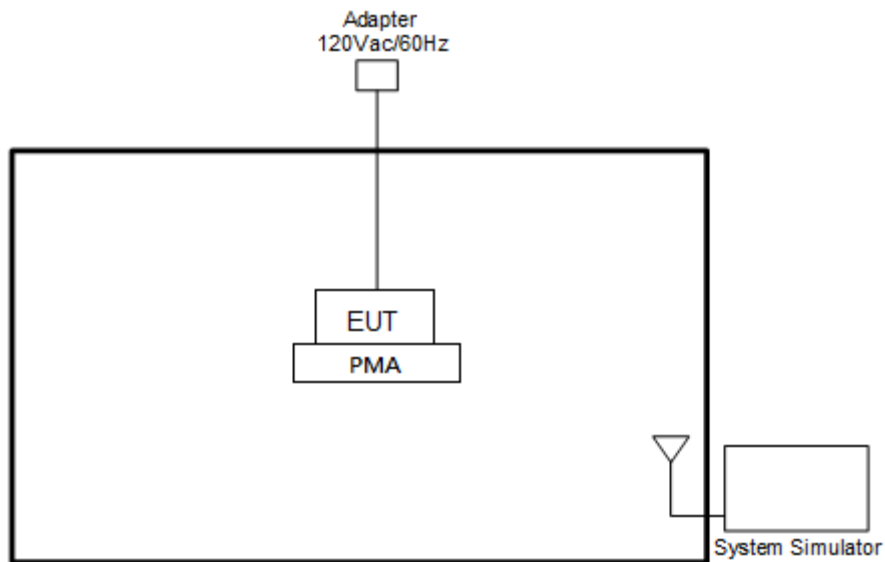 Adapter
120Vac/60Hz
EUT
PMA
System Simulator